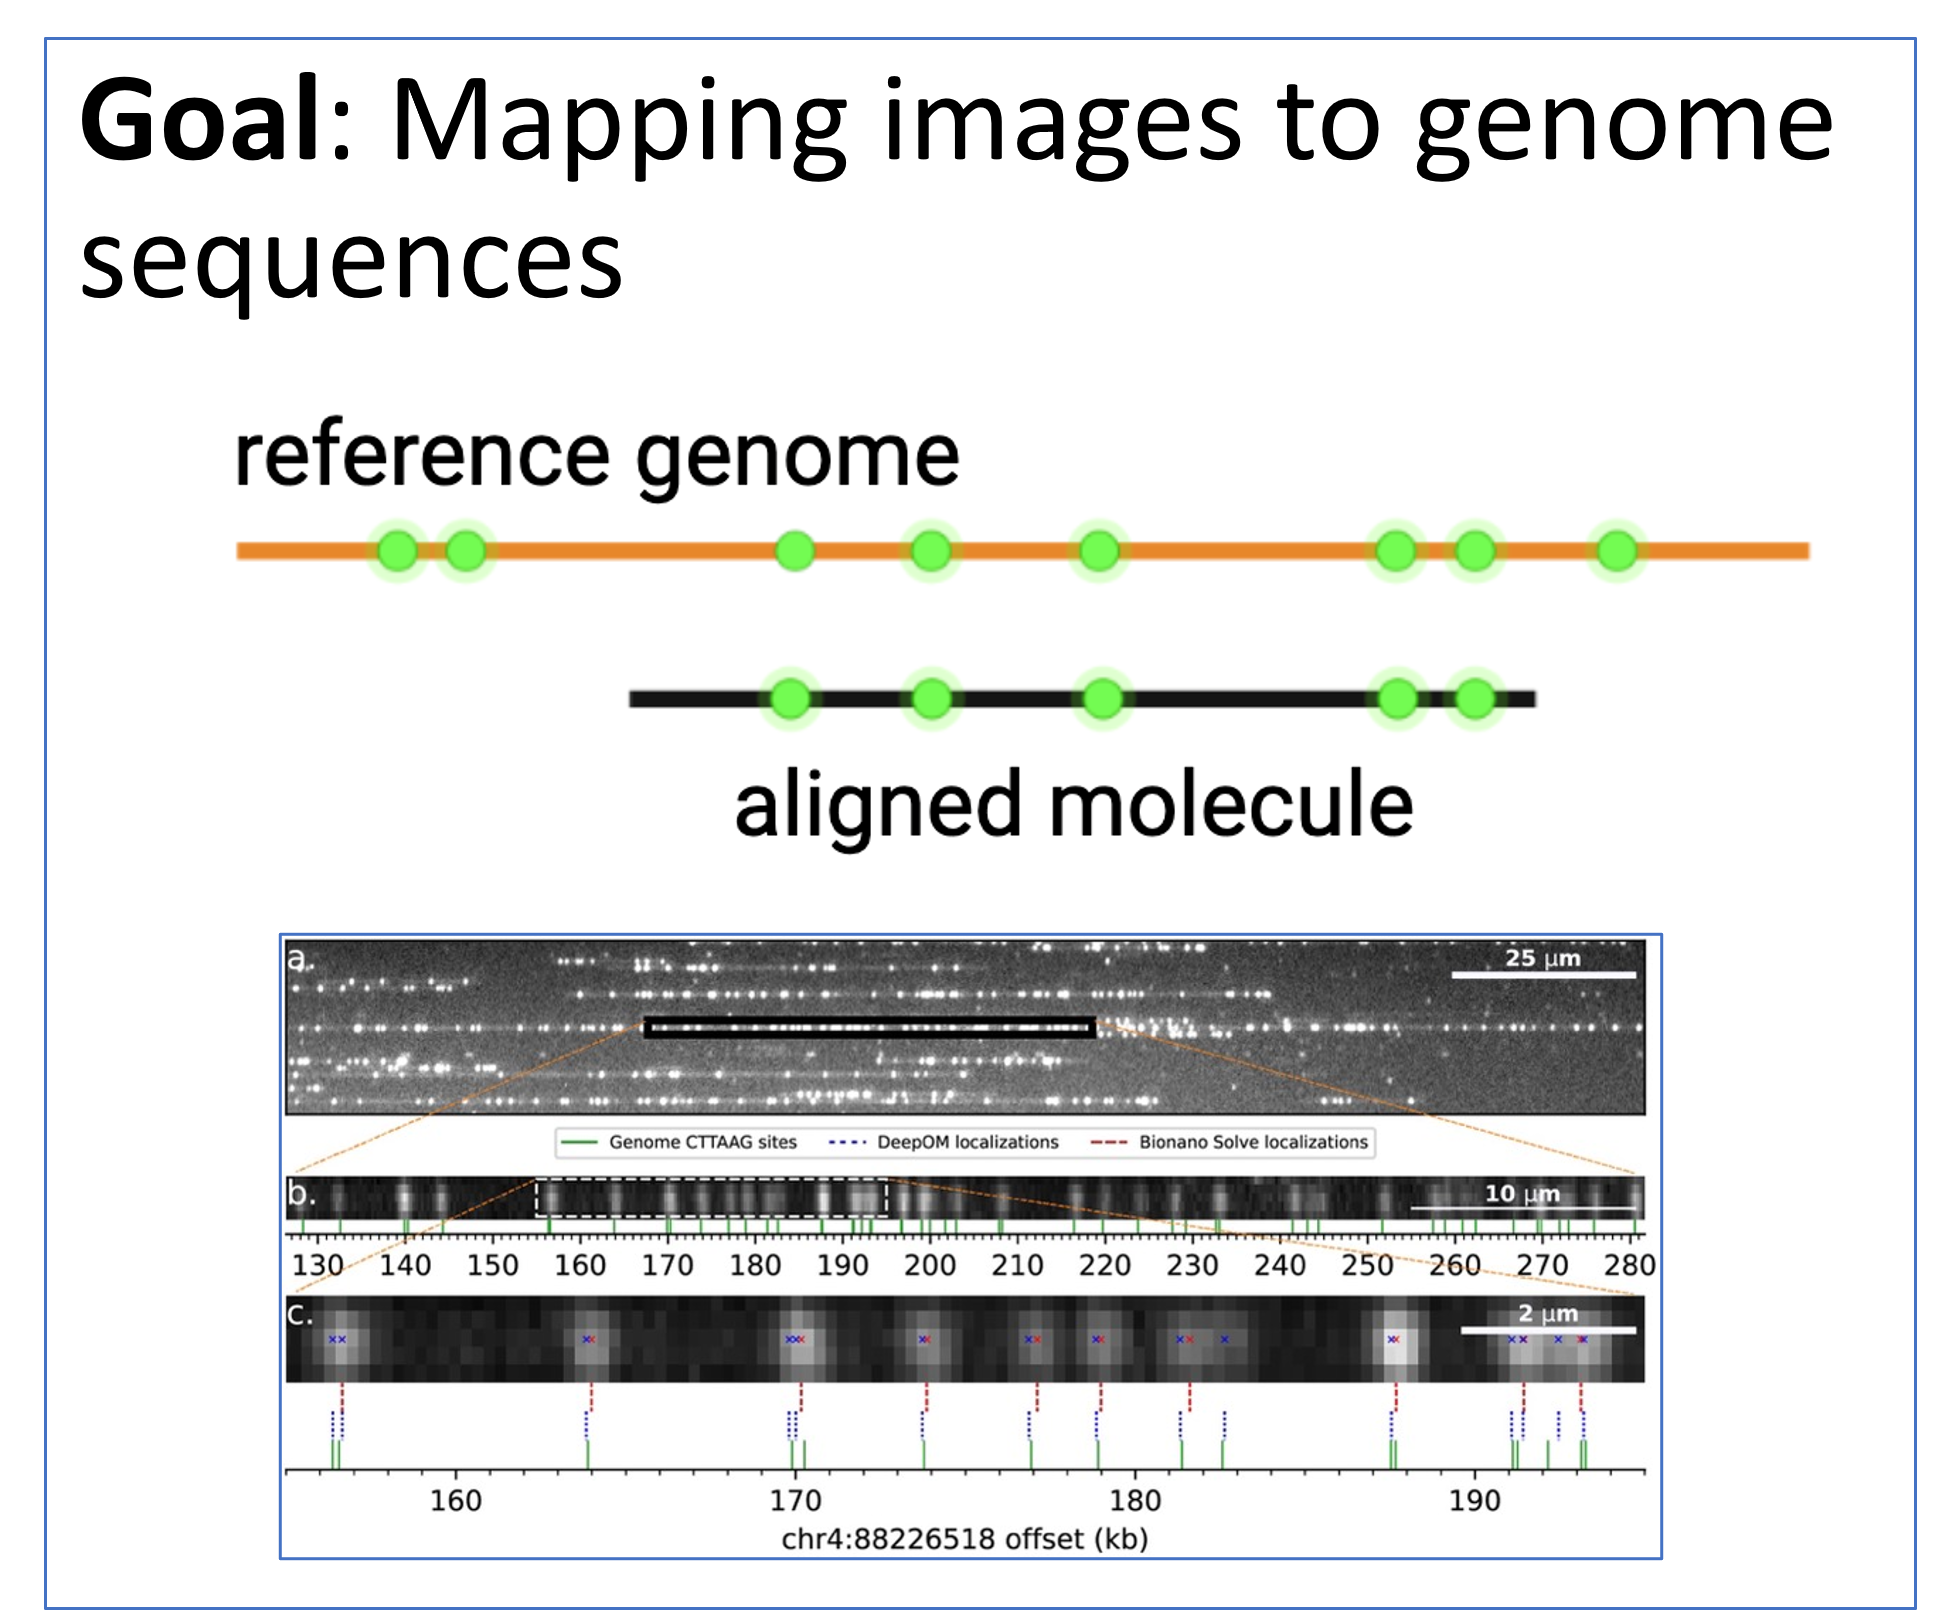 Goal: Mapping images to genome
sequences
reference genome
aligned molecule
a.
25 μm
Genome CTTAAG sites
DeepOM localizations
Bionano Solve localizations
b.
10 μm
130 140 150 160 170 180 190 200 210 220 230 240 250 260 270 280
c.
2 μm
160 170 180 190
chr4:88226518 offset (kb)